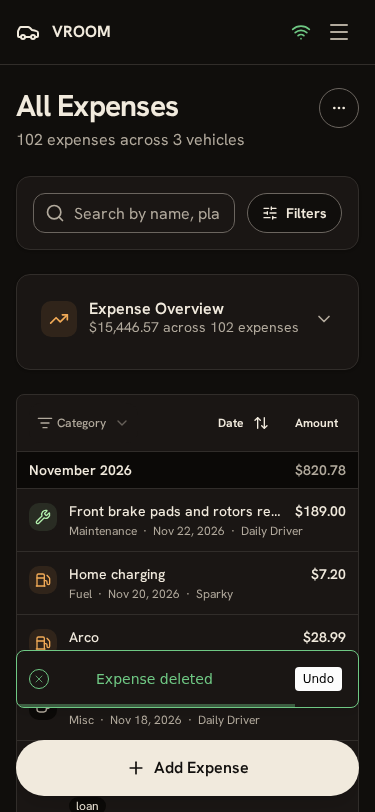 VROOM
All Expenses
102 expenses across 3 vehicles
Search by name, pla
Filters
Expense Overview
$15,446.57 across 102 expenses
Category Date Amount
November 2026 $820.78
Front brake pads and rotors re... $189.00
Maintenance · Nov 22, 2026 · Daily Driver
Home charging $7.20
Fuel · Nov 20, 2026 · Sparky
Arco $28.99
Expense deleted Undo
Misc · Nov 18, 2026 · Daily Driver
Add Expense
loan